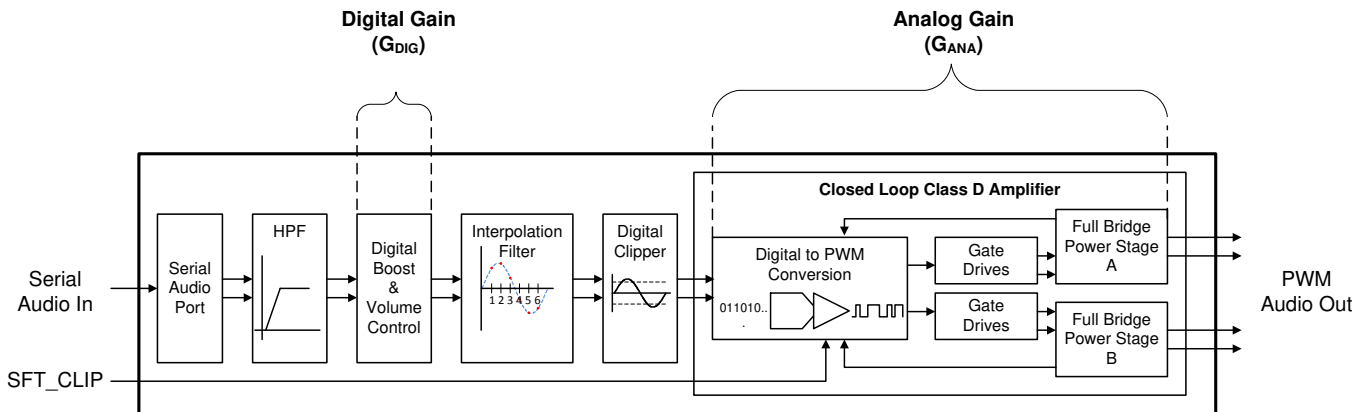 Digital Gain
(GDIG)
Analog Gain
(GANA)
Closed Loop Class D Amplifier
Serial
Audio In
Serial
Audio
Port
HPF
Digital
Boost
&
Volume
Control
Interpolation
Filter
1 2 3 4 5 6
Digital
Clipper
Digital to PWM
Conversion
011010..
.
Gate
Drives
Gate
Drives
Full Bridge
Power Stage
A
Full Bridge
Power Stage
B
PWM
Audio Out
SFT_CLIP